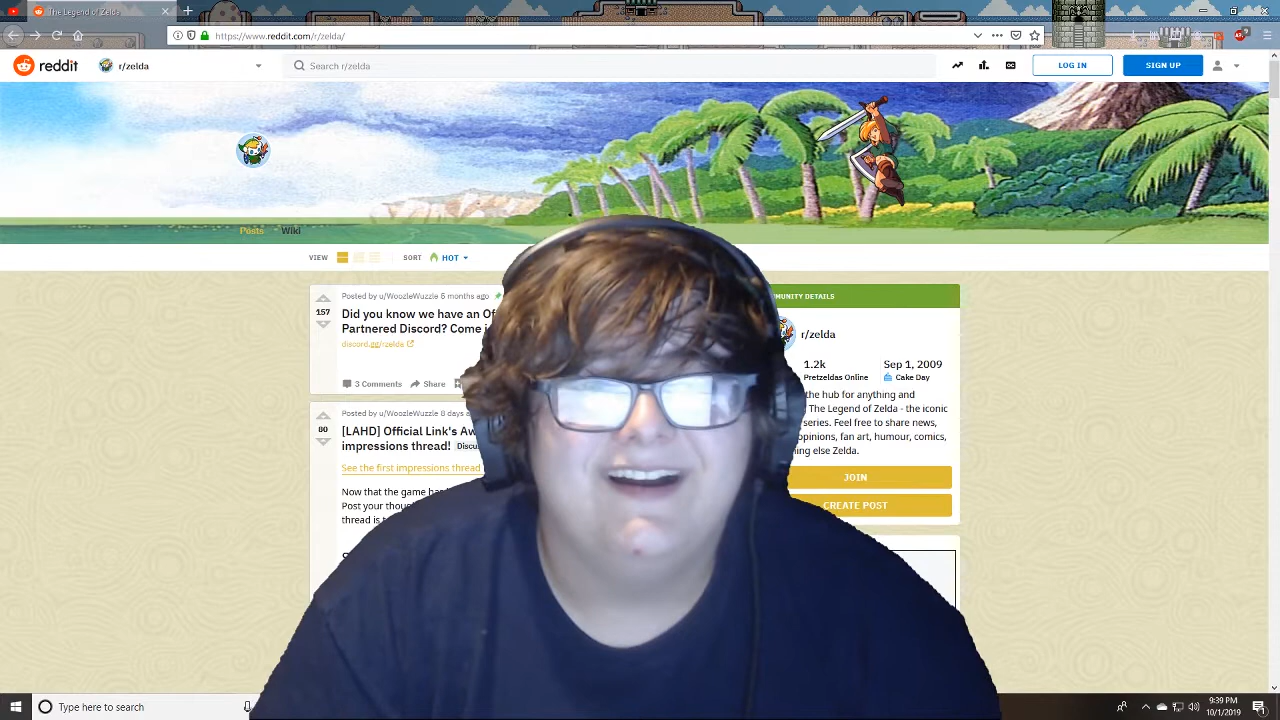 The Legend of Zelda
https://www.reddit.com/r/zelda/
reddit
r/zelda
Search r/zelda
LOG IN
SIGN UP
Posts
Wiki
VIEW
SORT
HOT
157
Posted by u/WoozleWuzzle 5 months ago
Did you know we have an Of
Partnered Discord? Come i
discord.gg/rzelda
3 Comments
Share
80
Posted by u/WoozleWuzzle 8 days a
[LAHD] Official Link's Aw
impressions thread!
Discu
See the first impressions thread
Now that the game ha
Post your thou
thread is
MUNITY DETAILS
r/zelda
1.2k
Pretzeldas Online
Sep 1, 2009
Cake Day
the hub for anything and
The Legend of Zelda - the iconic
series. Feel free to share news,
opinions, fan art, humour, comics,
ing else Zelda.
JOIN
CREATE POST
Type here to search
9:39 PM
10/1/2019